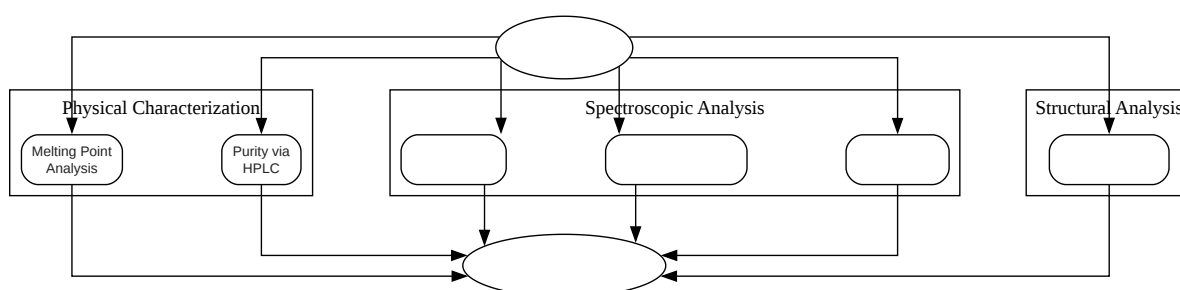 Physical Characterization
Spectroscopic Analysis
Structural Analysis
Melting Point
Analysis
Purity via
HPLC